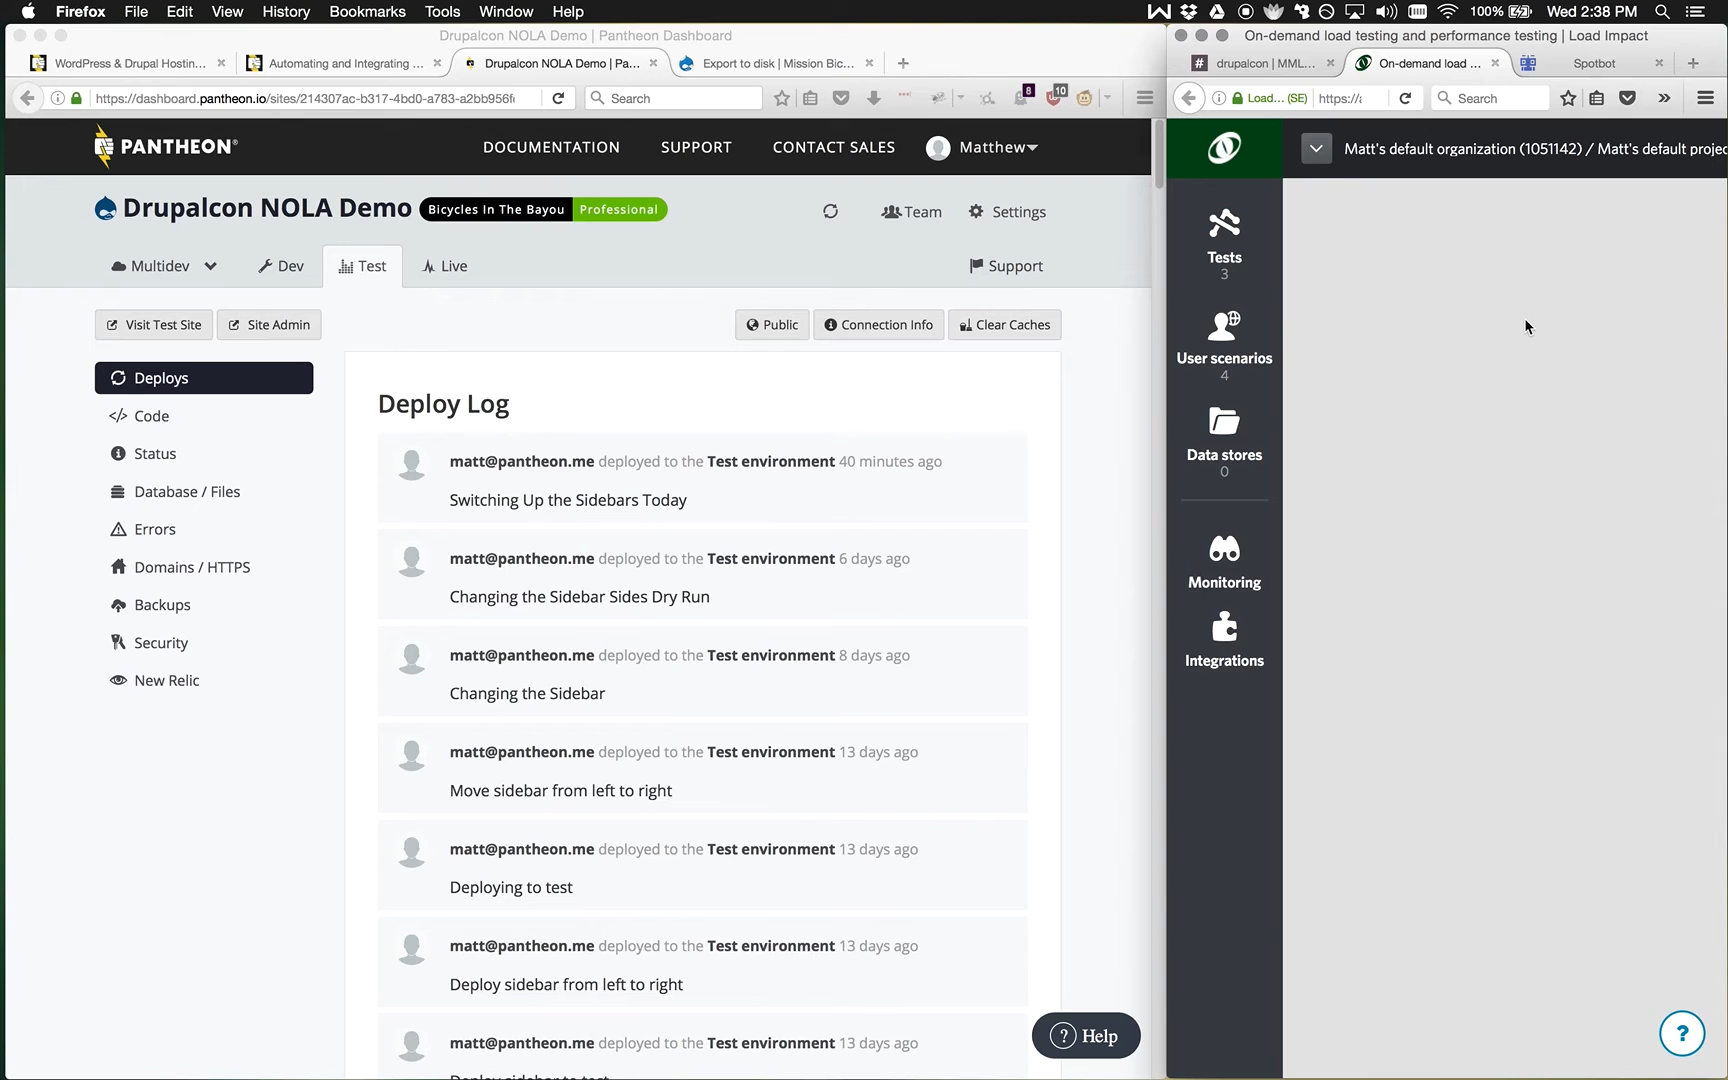 Firefox File Edit View History Bookmarks Tools Window Help 100% Wed 2:38 PM
Drupalcon NOLA Demo | Pantheon Dashboard
WordPress & Drupal Hostin... Automating and Integrating ... Drupalcon NOLA Demo | Pa... Export to disk | Mission Bic...
https://dashboard.pantheon.io/sites/214307ac-b317-4bd0-a783-a2bb956f Search 8 10
PANTHEON DOCUMENTATION SUPPORT CONTACT SALES Matthew
Drupalcon NOLA Demo Bicycles In The Bayou Professional Team Settings
Multidev Dev Test Live Support
Visit Test Site Site Admin Public Connection Info Clear Caches
Deploys
Code
Status
Database / Files
Errors
Domains / HTTPS
Backups
Security
New Relic
Deploy Log
matt@pantheon.me deployed to the Test environment 40 minutes ago
Switching Up the Sidebars Today
matt@pantheon.me deployed to the Test environment 6 days ago
Changing the Sidebar Sides Dry Run
matt@pantheon.me deployed to the Test environment 8 days ago
Changing the Sidebar
matt@pantheon.me deployed to the Test environment 13 days ago
Move sidebar from left to right
matt@pantheon.me deployed to the Test environment 13 days ago
Deploying to test
matt@pantheon.me deployed to the Test environment 13 days ago
Deploy sidebar from left to right
matt@pantheon.me deployed to the Test environment 13 days ago
Deploy sidebar to test
? Help
On-demand load testing and performance testing | Load Impact
# drupalcon | MML... On-demand load ... Spotbot
Load... (SE) https:// Search
Matt's default organization (1051142) / Matt's default projec
Tests
3
User scenarios
4
Data stores
0
Monitoring
Integrations
?